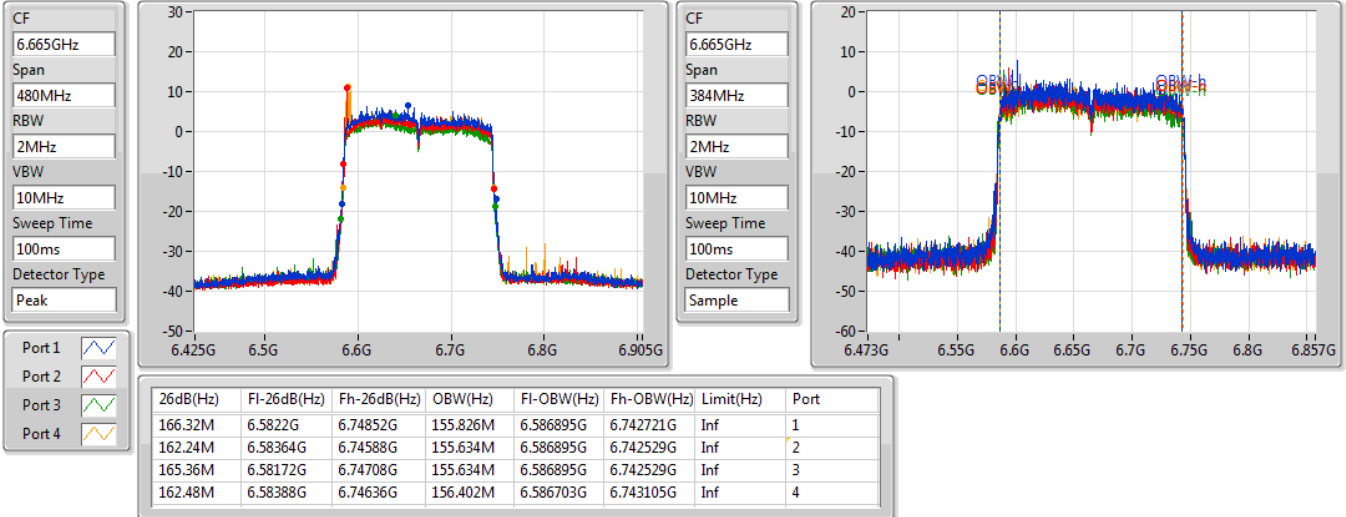 CF
6.665GHz
Span
480MHz
RBW
2MHz
VBW
10MHz
Sweep Time
100ms
Detector Type
Peak
30
20
10
0
-10
-20
-30
-40
-50
6.425G 6.5G 6.6G 6.7G 6.8G 6.905G
CF
6.665GHz
Span
384MHz
RBW
2MHz
VBW
10MHz
Sweep Time
100ms
Detector Type
Sample
20
10
0
-10
-20
-30
-40
-50
-60
OBW-h
6.473G 6.55G 6.6G 6.65G 6.7G 6.75G 6.8G 6.857G
Port 1
Port 2
Port 3
Port 4
26dB(Hz) Fl-26dB(Hz) Fh-26dB(Hz) OBW(Hz) Fl-OBW(Hz) Fh-OBW(Hz) Limit(Hz) Port
166.32M 6.5822G 6.74852G 155.826M 6.586895G 6.742721G Inf 1
162.24M 6.58364G 6.74588G 155.634M 6.586895G 6.742529G Inf 2
165.36M 6.58172G 6.74708G 155.634M 6.586895G 6.742529G Inf 3
162.48M 6.58388G 6.74636G 156.402M 6.586703G 6.743105G Inf 4